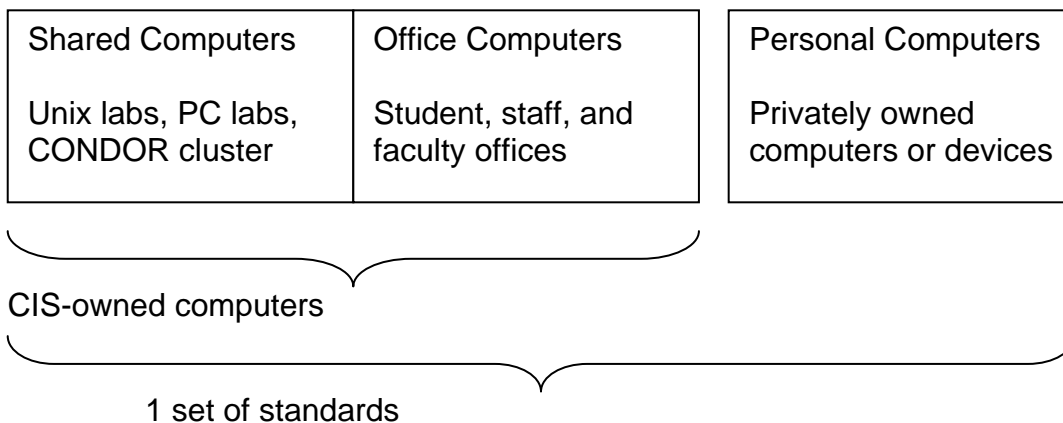 Shared Computers
Unix labs, PC labs,
CONDOR cluster
Office Computers
Student, staff, and
faculty offices
Personal Computers
Privately owned
computers or devices
CIS-owned computers
1 set of standards